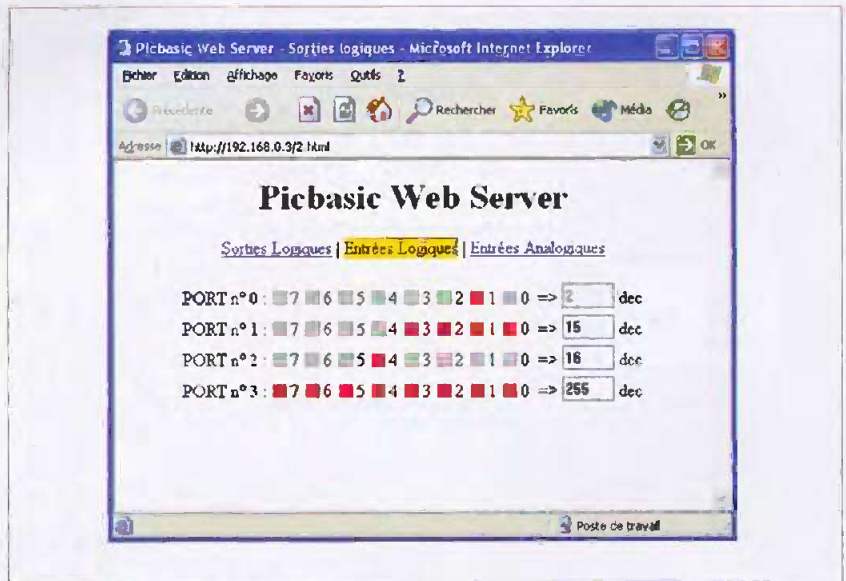 Picbasic Web Server - Sorties logiques - Microsoft Internet Explorer
Fichier Edition Affichage Favoris Outils ?
Précédente Rechercher Favoris Média »
Adresse http://192.168.0.3/2.html OK
Picbasic Web Server
Sorties Logiques | Entrées Logiques | Entrées Analogiques
PORT n° 0 : 7 6 5 4 3 2 1 0 => 2 dec
PORT n° 1 : 7 6 5 4 3 2 1 0 => 15 dec
PORT n° 2 : 7 6 5 4 3 2 1 0 => 16 dec
PORT n° 3 : 7 6 5 4 3 2 1 0 => 255 dec
Poste de travail